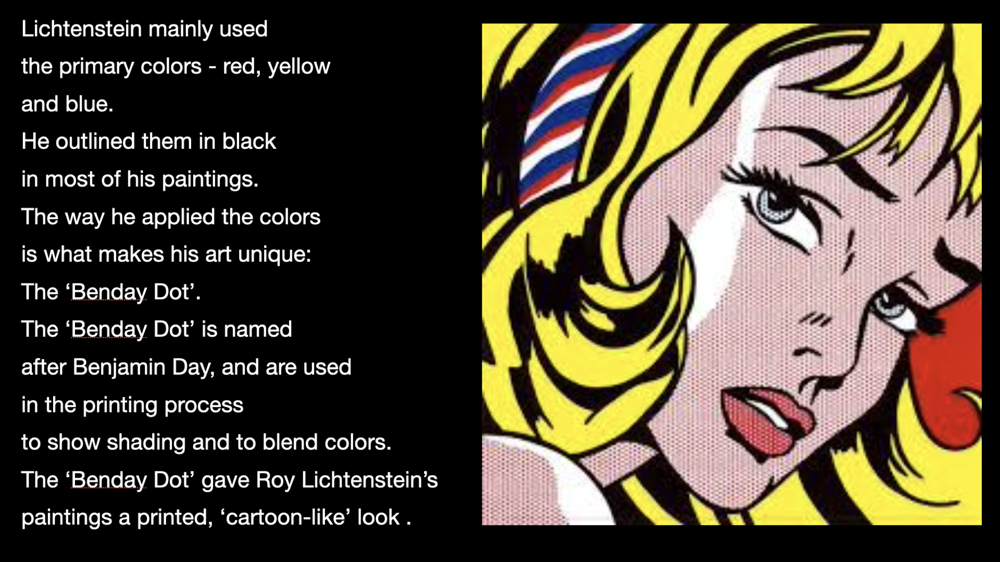 Lichtenstein mainly used
the primary colors - red, yellow
and blue.
He outlined them in black
in most of his paintings.
The way he applied the colors
is what makes his art unique:
The ‘Benday Dot’.
The ‘Benday Dot’ is named
after Benjamin Day, and are used
in the printing process
to show shading and to blend colors.
The ‘Benday Dot’ gave Roy Lichtenstein’s
paintings a printed, ‘cartoon-like’ look .